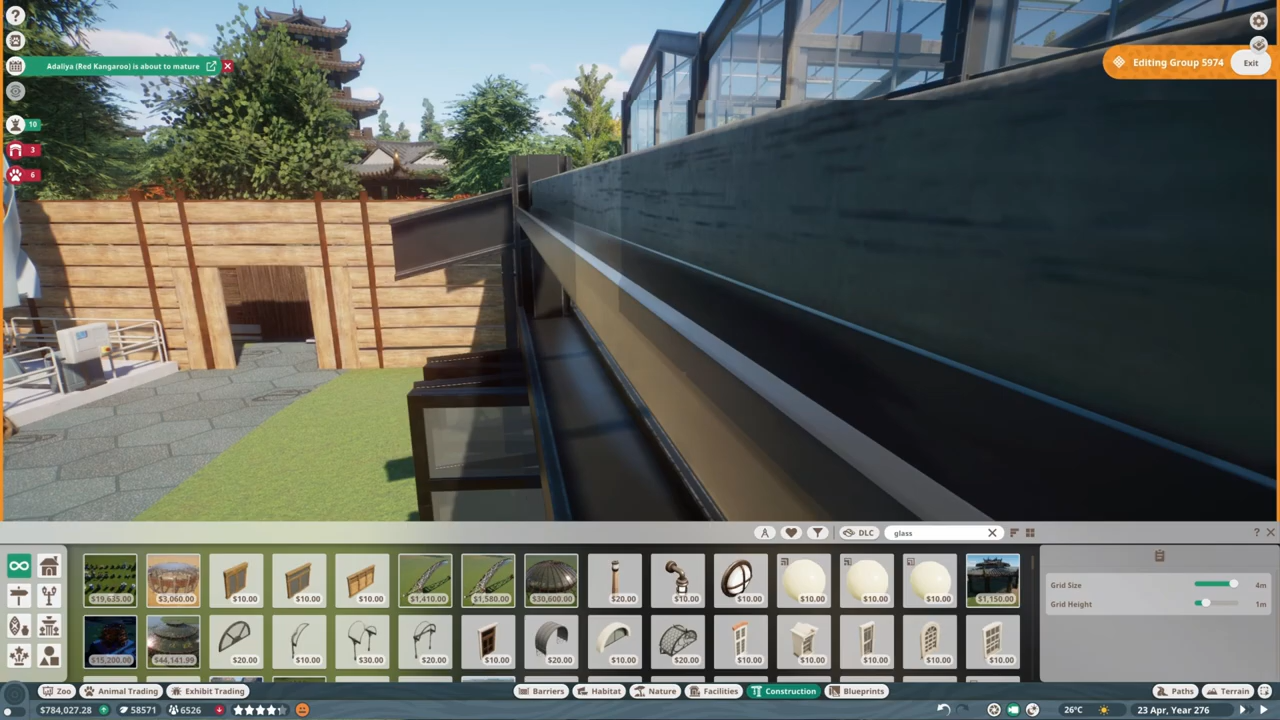 Adaliya (Red Kangaroo) is about to mature
Editing Group 5974
Exit
10
3
6
DLC
glass
$19,635.00
$3,060.00
$10.00
$10.00
$10.00
$1,410.00
$1,580.00
$30,600.00
$20.00
$10.00
$10.00
$10.00
$10.00
$10.00
$1,150.00
$15,200.00
$44,141.99
$20.00
$10.00
$30.00
$20.00
$10.00
$20.00
$10.00
$20.00
$10.00
$10.00
$10.00
$10.00
$10.00
Grid Size
4m
Grid Height
1m
Zoo
Animal Trading
Exhibit Trading
Barriers
Habitat
Nature
Facilities
Construction
Blueprints
Paths
Terrain
$784,027.28
58571
6526
26°C
23 Apr, Year 276